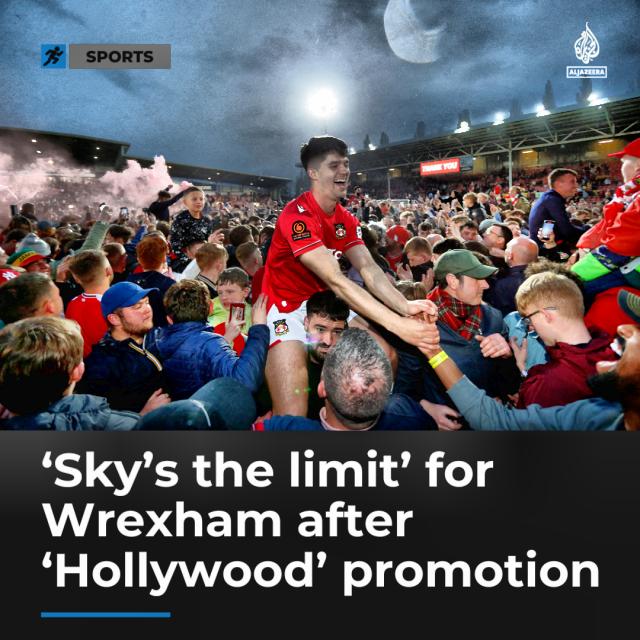 SPORTS
ALJAZEERA
THANK YOU
‘Sky’s the limit’ for
Wrexham after
‘Hollywood’ promotion